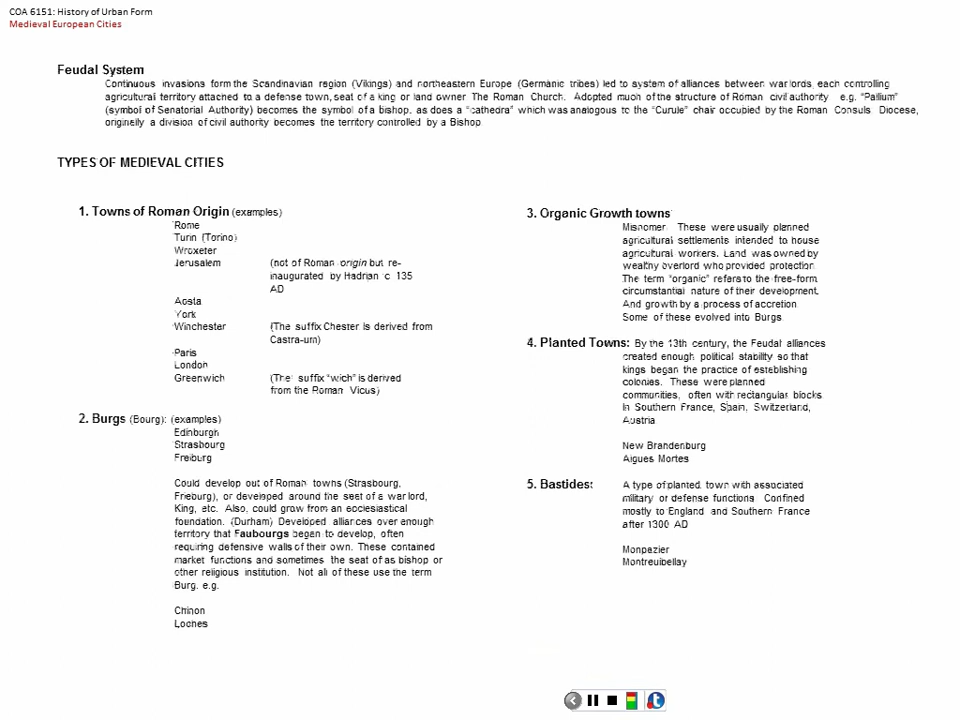 COA 6151: History of Urban Form
Medieval European Cities
Feudal System
Continuous invasions form the Scandinavian region (Vikings) and northeastern Europe (Germanic tribes) led to system of alliances between war lords, each controlling
agricultural territory attached to a defense town, seat of a king or land owner The Roman Church. Adopted much of the structure of Roman civil authority e.g. "Pallium"
(symbol of Senatorial Authority) becomes the symbol of a bishop, as does a "cathedra" which was analogous to the "Curule" chair occupied by the Roman Consuls Diocese,
originally a division of civil authority becomes the territory controlled by a Bishop
TYPES OF MEDIEVAL CITIES
1. Towns of Roman Origin (examples)
Rome
Turin (Torino)
Wroxeter
Jerusalem (not of Roman origin but re-
inaugurated by Hadrian c 135
AD
Aosta
York
Winchester (The suffix Chester is derived from
Castra-um)
Paris
London
Greenwich (The suffix "wich" is derived
from the Roman Vicus)
2. Burgs (Bourg): (examples)
Edinburgh
Strasbourg
Freiburg
Could develop out of Roman towns (Strasbourg,
Freiburg), or developed around the seat of a war lord,
King, etc. Also, could grow from an ecclesiastical
foundation. (Durham) Developed alliances over enough
territory that Faubourgs began to develop, often
requiring defensive walls of their own. These contained
market functions and sometimes the seat of as bishop or
other religious institution. Not all of these use the term
Burg. e.g.
Chinon
Loches
3. Organic Growth towns
Misnomer These were usually planned
agricultural settlements intended to house
agricultural workers. Land was owned by
wealthy overlord who provided protection
The term "organic" refers to the free-form
circumstantial nature of their development.
And growth by a process of accretion
Some of these evolved into Burgs
4. Planted Towns: By the 13th century, the Feudal alliances
created enough political stability so that
kings began the practice of establishing
colonies. These were planned
communities, often with rectangular blocks
In Southern France, Spain, Switzerland,
Austria
New Brandenburg
Aigues Mortes
5. Bastides: A type of planted town with associated
military or defense functions Confined
mostly to England and Southern France
after 1300 AD
Monpazier
Montreuibellay